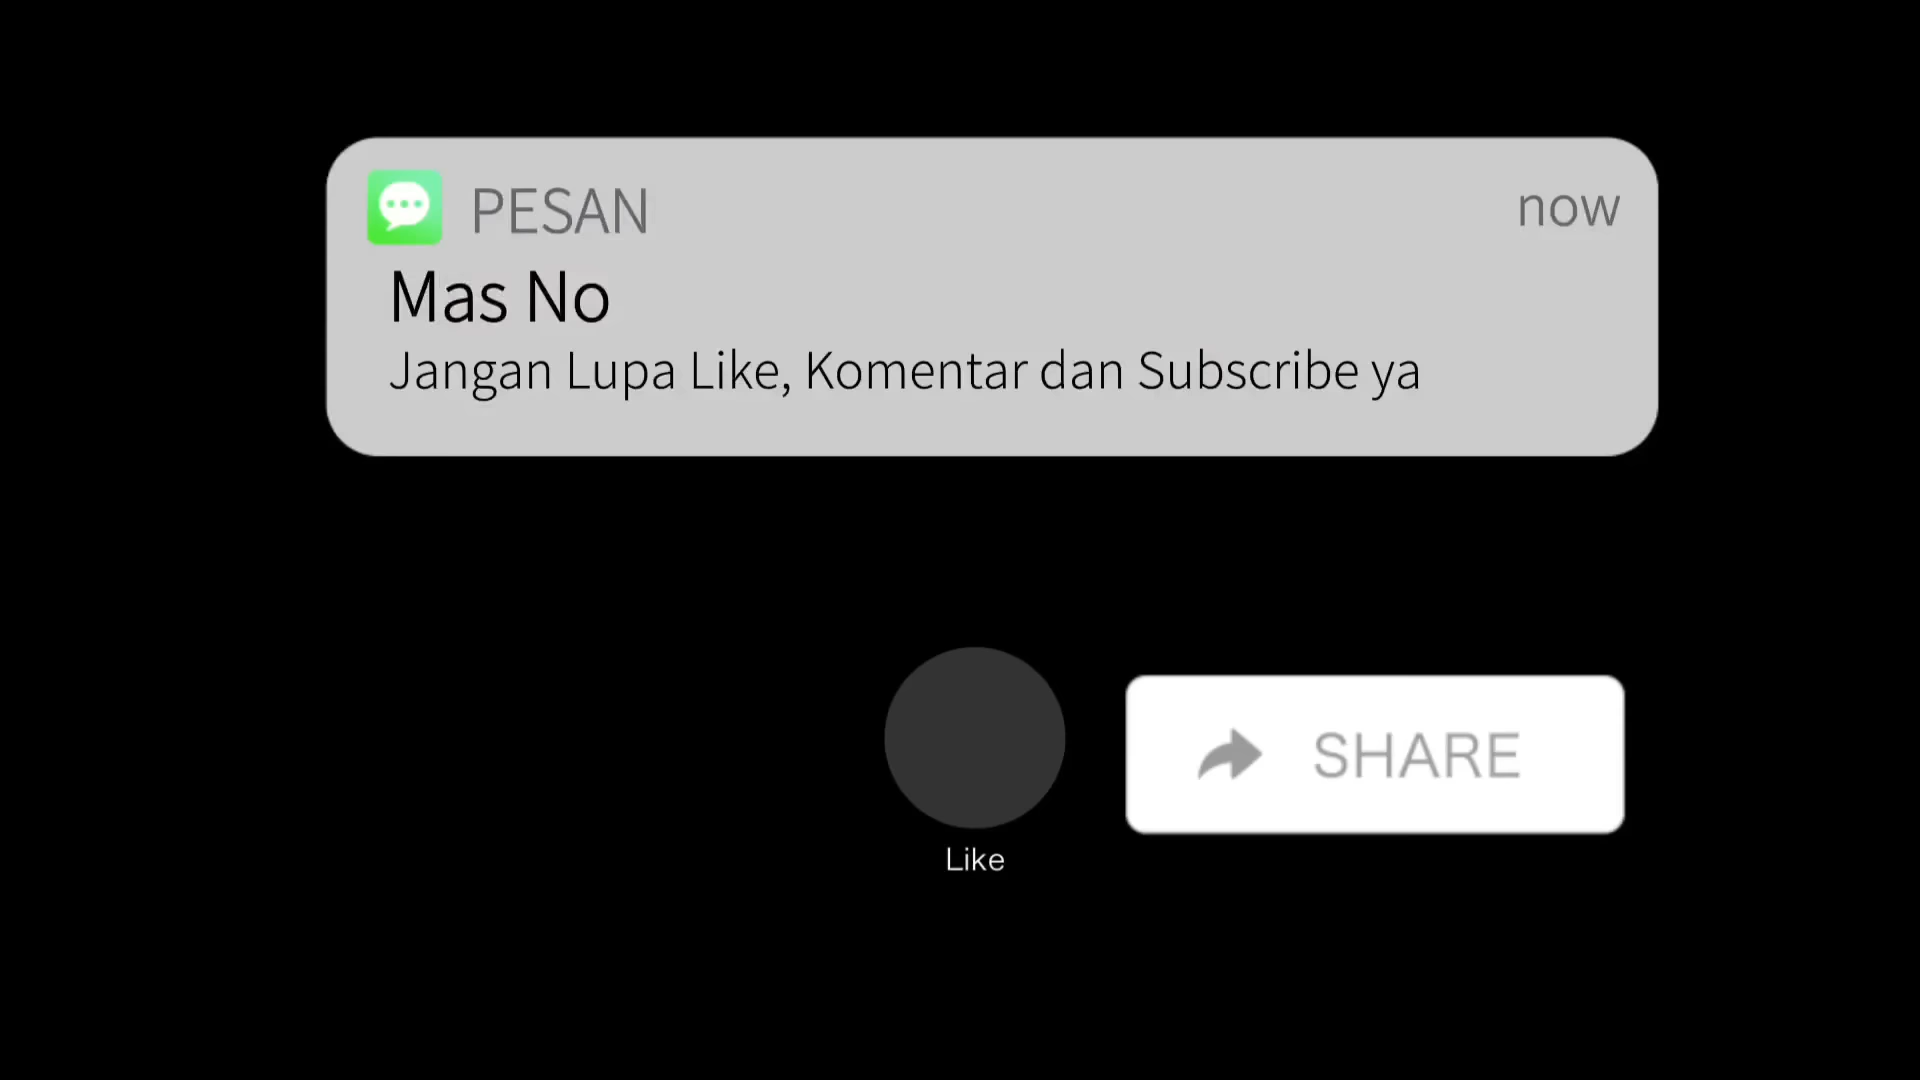 PESAN
now
Mas No
Jangan Lupa Like, Komentar dan Subscribe ya
SHARE
Like